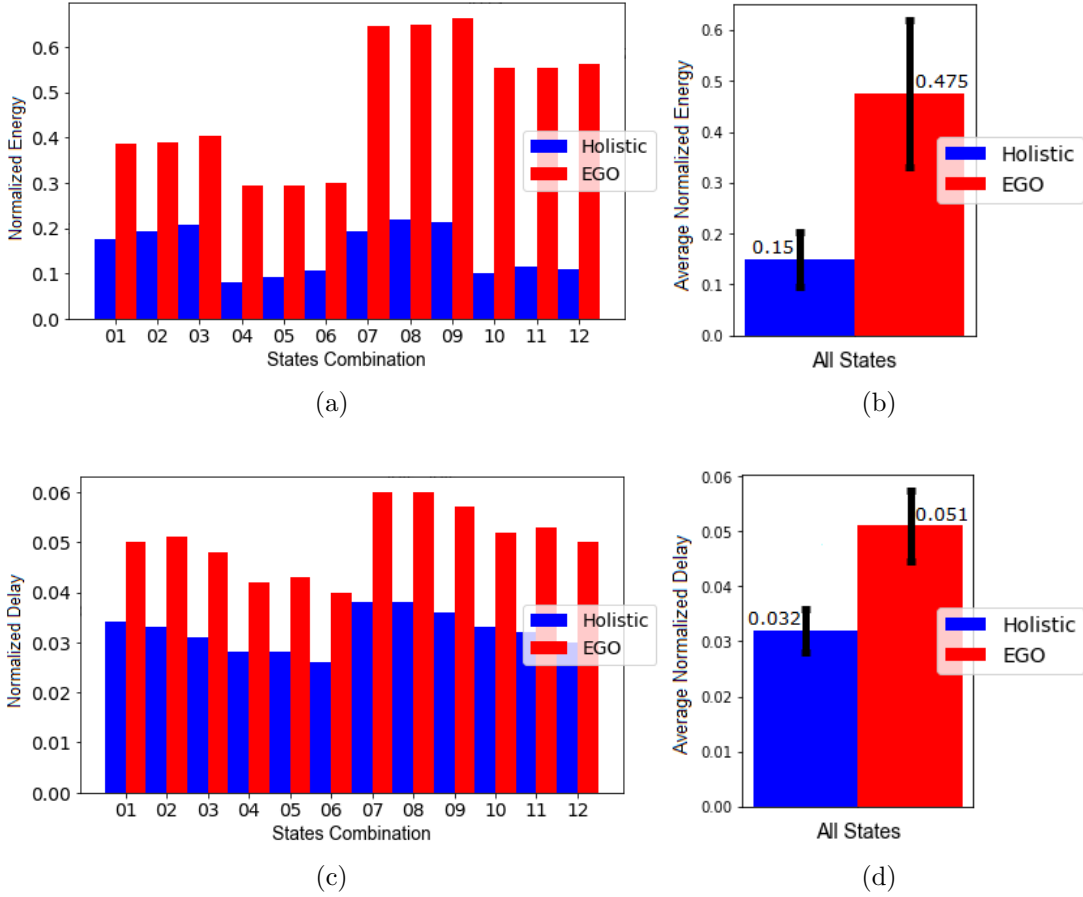 Normalized Energy
0.6
0.5
0.4
0.3
0.2
0.1
0.0
01 02 03 04 05 06 07 08 09 10 11 12
States Combination
Holistic
EGO
(a)
Average Normalized Energy
0.6
0.5
0.4
0.3
0.2
0.1
0.0
0.15
0.475
All States
Holistic
EGO
(b)
Normalized Delay
0.06
0.05
0.04
0.03
0.02
0.01
0.00
01 02 03 04 05 06 07 08 09 10 11 12
States Combination
Holistic
EGO
(c)
Average Normalized Delay
0.06
0.05
0.04
0.03
0.02
0.01
0.00
0.032
0.051
All States
Holistic
EGO
(d)